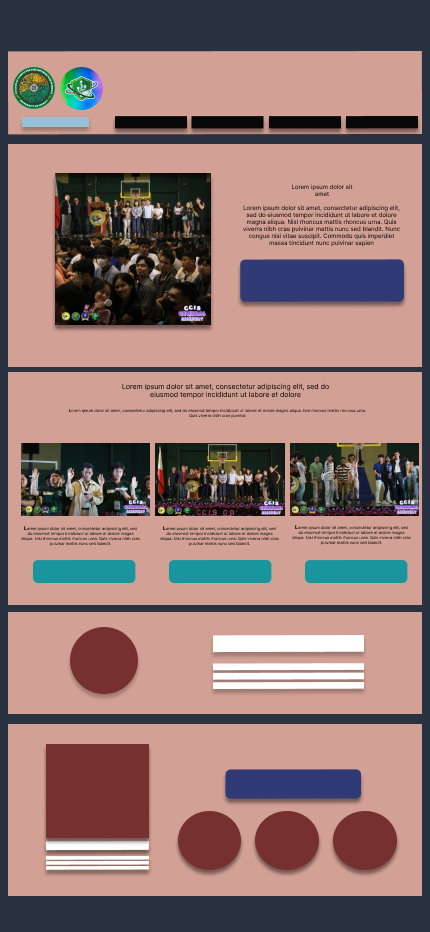 Lorem ipsum dolor sit
amet
Lorem ipsum dolor sit amet, consectetur adipiscing elit,
sed do eiusmod tempor incididunt ut labore et dolore
magna aliqua. Nisl rhoncus mattis rhoncus urna. Quis
viverra nibh cras pulvinar mattis nunc sed blandit. Nunc
congue nisi vitae suscipit. Commodo quis imperdiet
massa tincidunt nunc pulvinar sapien
CCIS
GENERAL
ASSEMBLY
Lorem ipsum dolor sit amet, consectetur adipiscing elit, sed do
eiusmod tempor incididunt ut labore et dolore
Lorem ipsum dolor sit amet, consectetur adipiscing elit, sed do eiusmod tempor incididunt ut labore et dolore magna aliqua. Nisl rhoncus mattis rhoncus urna.
Quis viverra nibh cras pulvinar
CCIS
CCIS
CCIS
Lorem ipsum dolor sit amet, consectetur adipiscing elit, sed
do eiusmod tempor incididunt ut labore et dolore magna
aliqua. Nisl rhoncus mattis rhoncus urna. Quis viverra nibh cras
pulvinar mattis nunc sed blandit.
Lorem ipsum dolor sit amet, consectetur adipiscing elit, sed
do eiusmod tempor incididunt ut labore et dolore magna
aliqua. Nisl rhoncus mattis rhoncus urna. Quis viverra nibh cras
pulvinar mattis nunc sed blandit.
Lorem ipsum dolor sit amet, consectetur adipiscing elit, sed
do eiusmod tempor incididunt ut labore et dolore magna
aliqua. Nisl rhoncus mattis rhoncus urna. Quis viverra nibh cras
pulvinar mattis nunc sed blandit.